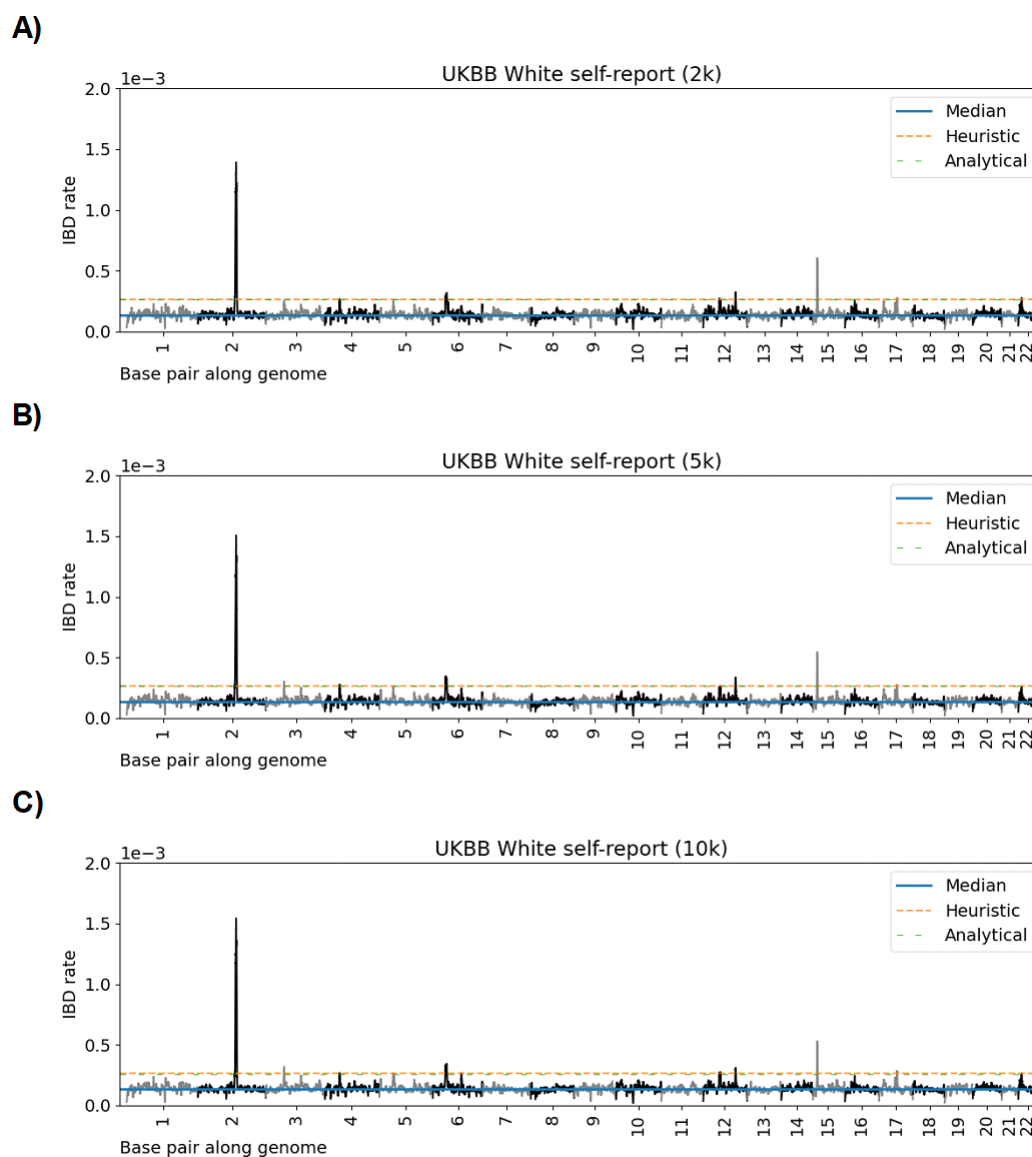 A)
UKBB White self-report (2k)
1e−3
2.0
1.5
1.0
0.5
0.0
IBD rate
Median
Heuristic
Analytical
1 2 3 4 5 6 7 8 9 10 11 12 13 14 15 16 17 18 19 20 21 22
Base pair along genome
B)
UKBB White self-report (5k)
1e−3
2.0
1.5
1.0
0.5
0.0
IBD rate
Median
Heuristic
Analytical
1 2 3 4 5 6 7 8 9 10 11 12 13 14 15 16 17 18 19 20 21 22
Base pair along genome
C)
UKBB White self-report (10k)
1e−3
2.0
1.5
1.0
0.5
0.0
IBD rate
Median
Heuristic
Analytical
1 2 3 4 5 6 7 8 9 10 11 12 13 14 15 16 17 18 19 20 21 22
Base pair along genome